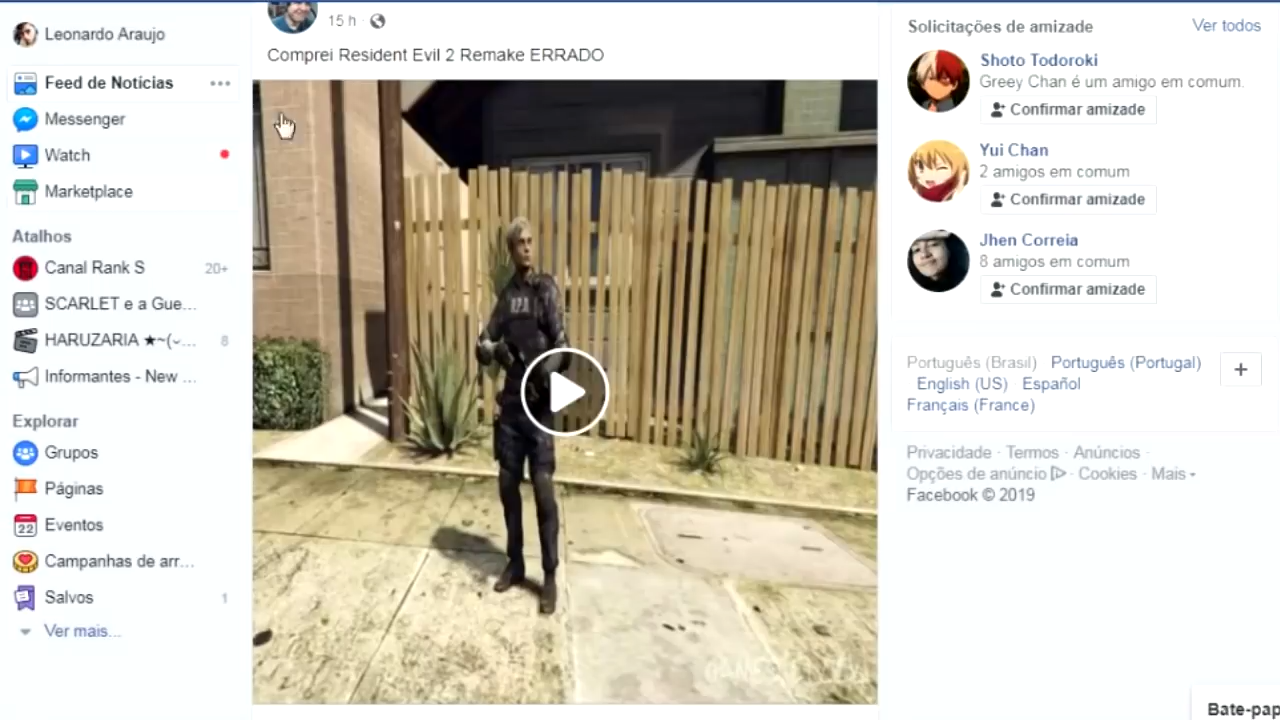 Leonardo Araujo
Feed de Notícias
Messenger
Watch
Marketplace
Atalhos
Canal Rank S 20+
SCARLET e a Gue...
HARUZARIA ★~(⌣... 8
Informantes - New ...
Explorar
Grupos
Páginas
22 Eventos
Campanhas de arr...
Salvos 1
Ver mais...
15 h ·
Comprei Resident Evil 2 Remake ERRADO
Solicitações de amizade Ver todos
Shoto Todoroki
Greey Chan é um amigo em comum.
Confirmar amizade
Yui Chan
2 amigos em comum
Confirmar amizade
Jhen Correia
8 amigos em comum
Confirmar amizade
Português (Brasil) Português (Portugal)
English (US) Español
Français (France)
Privacidade · Termos · Anúncios ·
Opções de anúncio · Cookies · Mais
Facebook © 2019
Bate-pap